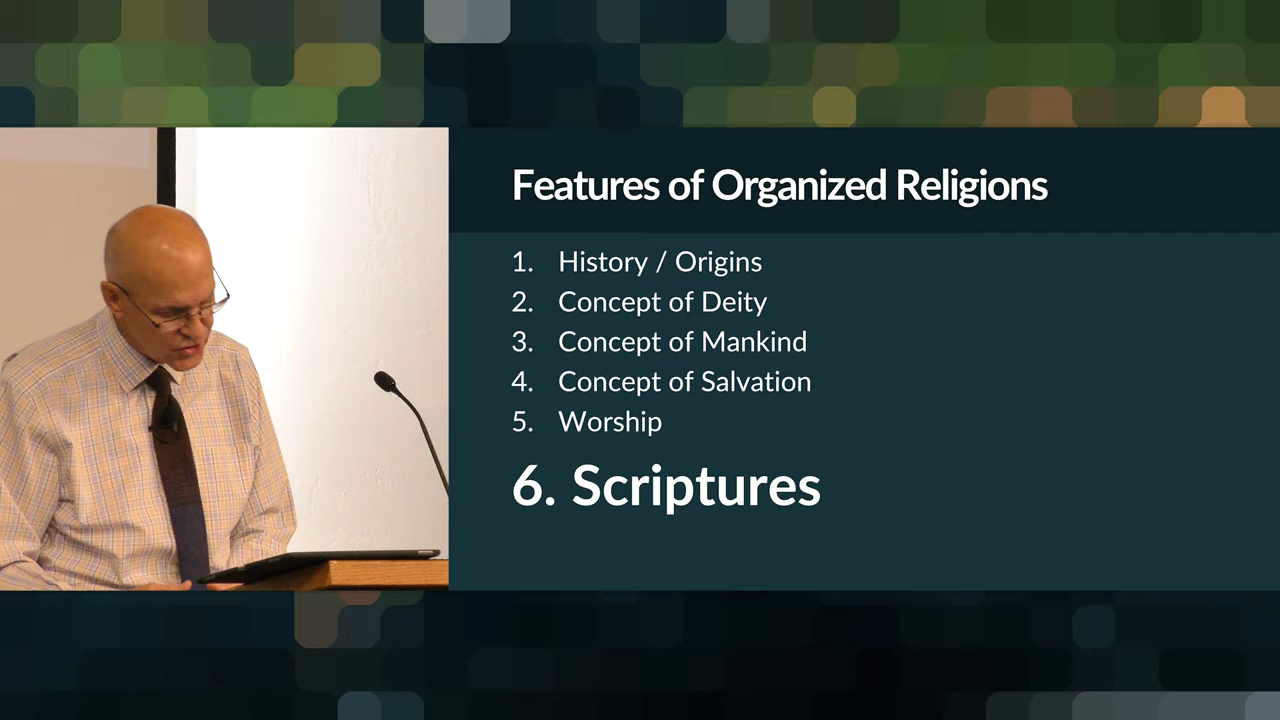 Features of Organized Religions
1. History / Origins
2. Concept of Deity
3. Concept of Mankind
4. Concept of Salvation
5. Worship
6. Scriptures